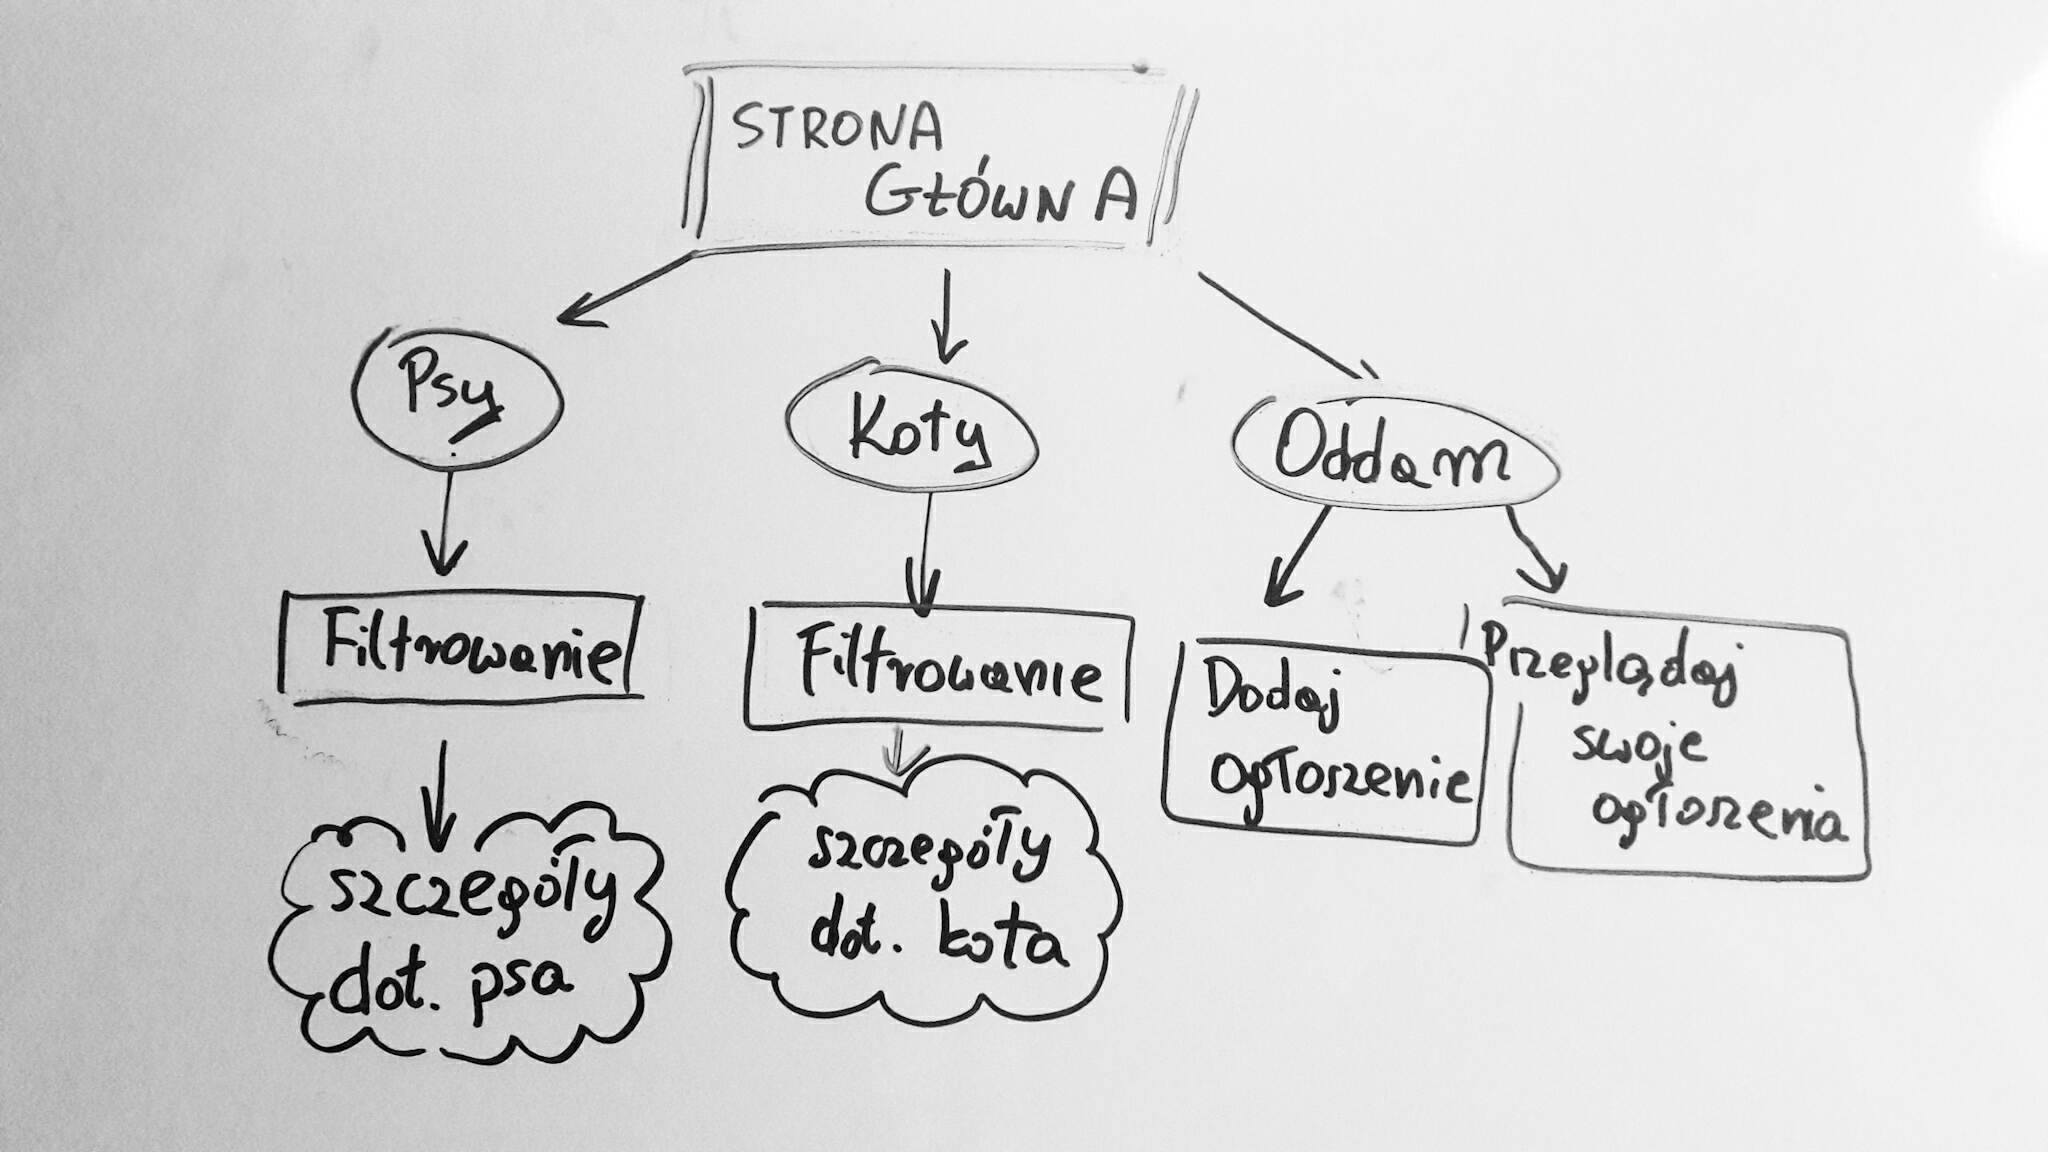 STRONA
GŁÓWNA
Psy
Koty
Oddam
Filtrowanie
Filtrowanie
Dodaj
ogłoszenie
Przeglądaj
swoje
ogłoszenia
szczegóły
dot. psa
szczegóły
dot. kota